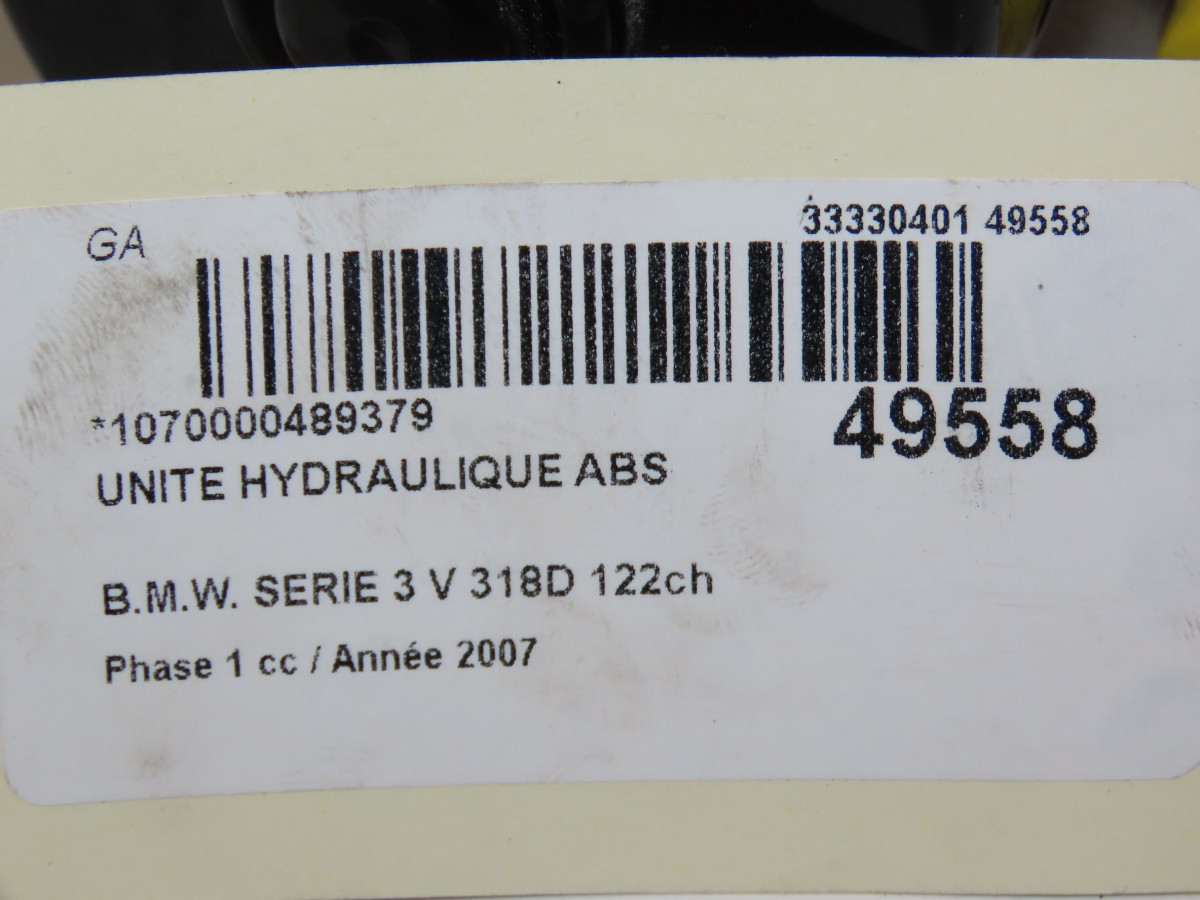 GA
33330401 49558
*1070000489379
49558
UNITE HYDRAULIQUE ABS
B.M.W. SERIE 3 V 318D 122ch
Phase 1 cc / Année 2007